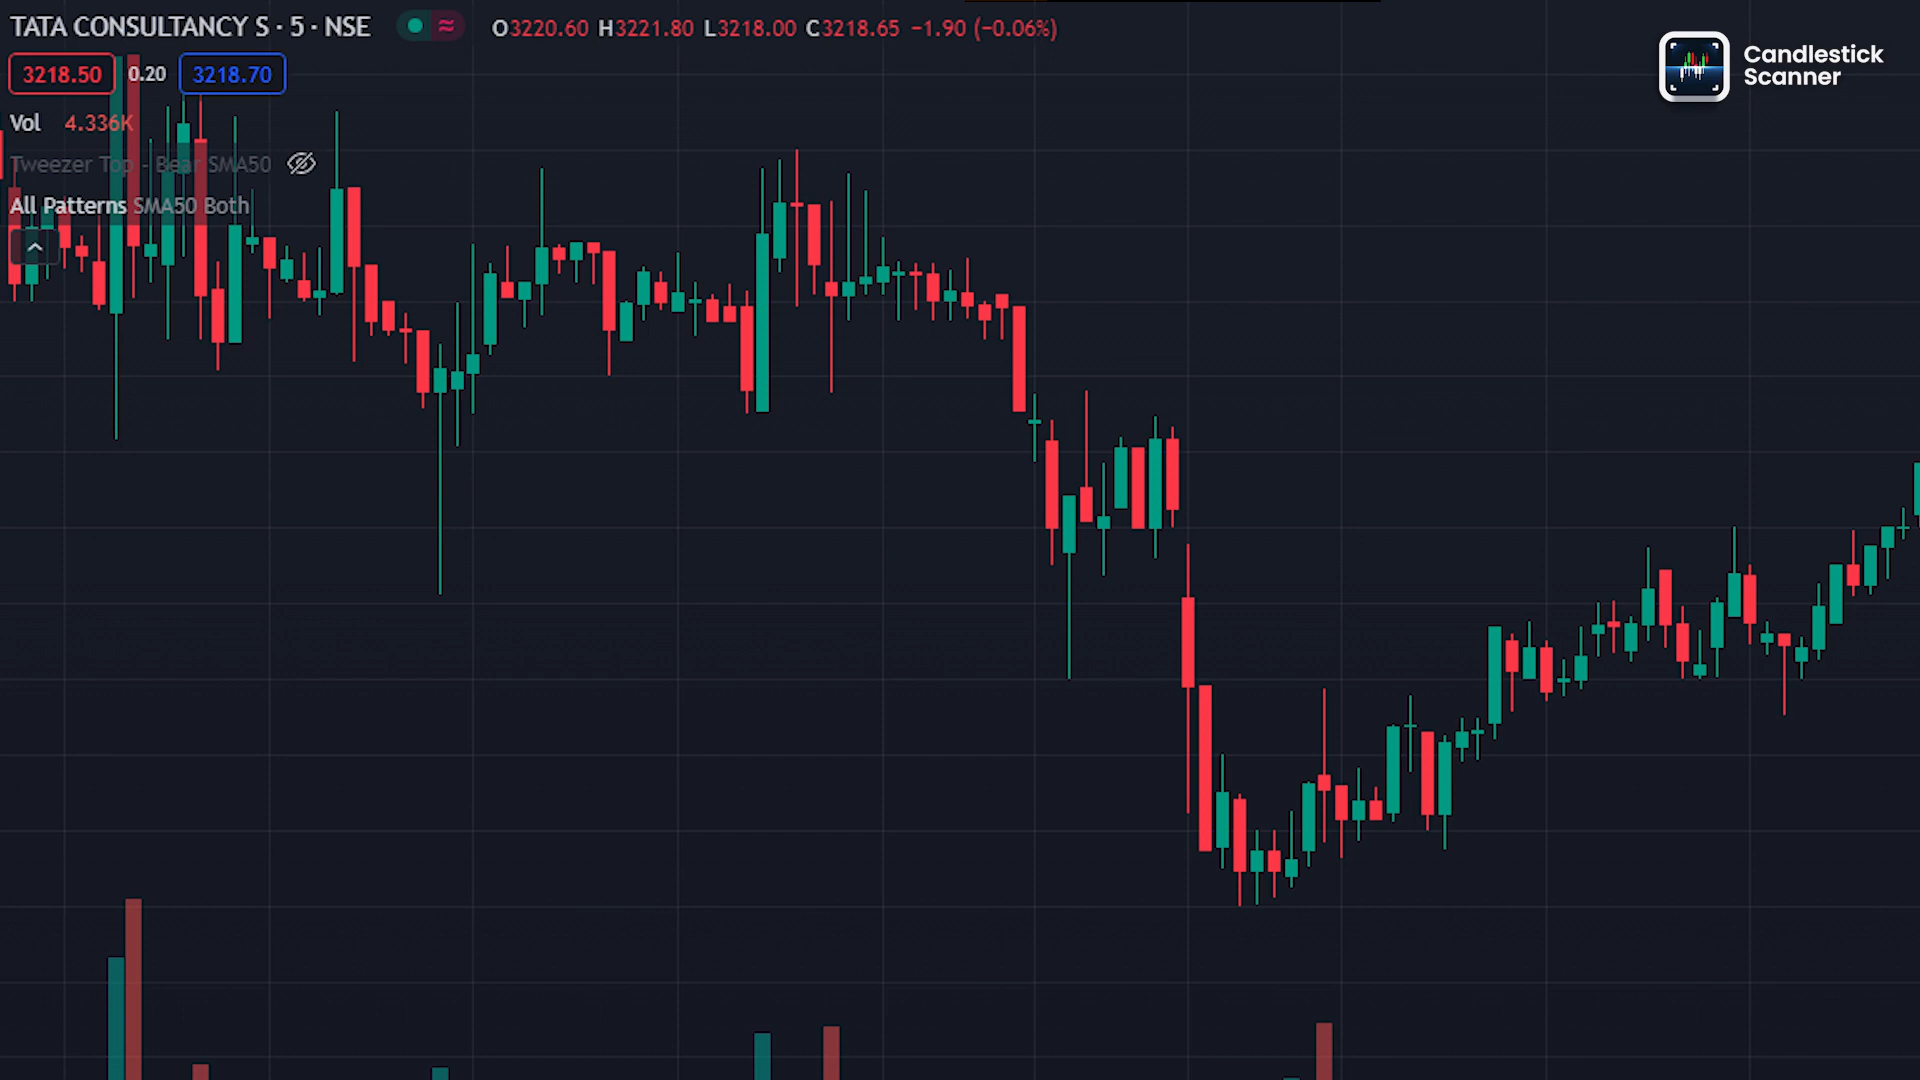 TATA CONSULTANCY S · 5 · NSE ≈ O3220.60 H3221.80 L3218.00 C3218.65 −1.90 (−0.06%)
3218.50 0.20 3218.70
Vol 4.336K
Tweezer Top - Bear SMA50
All Patterns SMA50 Both
Candlestick
Scanner